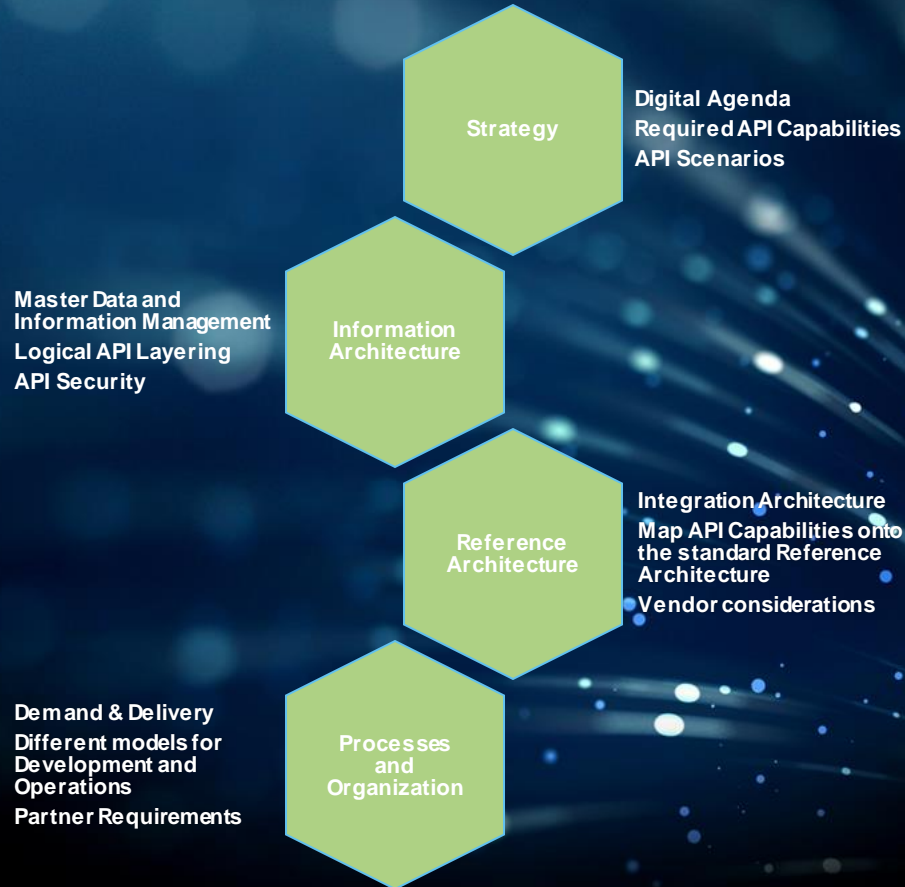 Strategy
Digital Agenda
Required API Capabilities
API Scenarios
Master Data and
Information Management
Logical API Layering
API Security
Information
Architecture
Reference
Architecture
Integration Architecture
Map API Capabilities onto
the standard Reference
Architecture
Vendor considerations
Demand & Delivery
Different models for
Development and
Operations
Partner Requirements
Processes
and
Organization